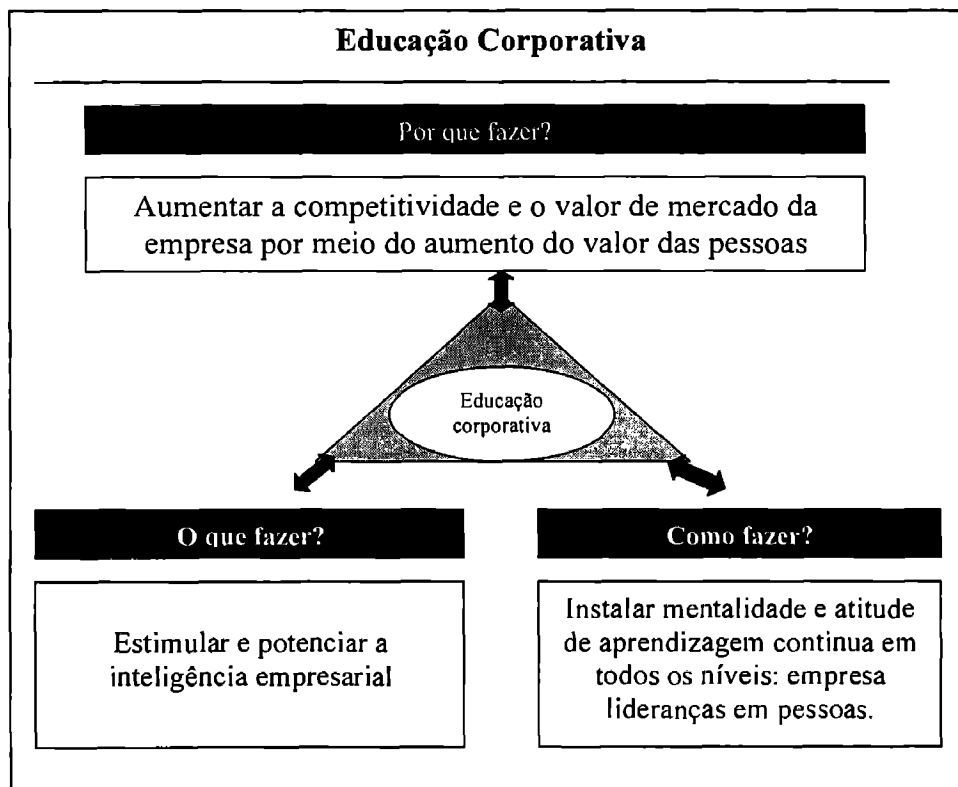 Educação Corporativa
Por que fazer?
Aumentar a competitividade e o valor de mercado da
empresa por meio do aumento do valor das pessoas
Educação
corporativa
O que fazer?
Estimular e potenciar a
inteligência empresarial
Como fazer?
Instalar mentalidade e atitude
de aprendizagem continua em
todos os níveis: empresa
lideranças em pessoas.